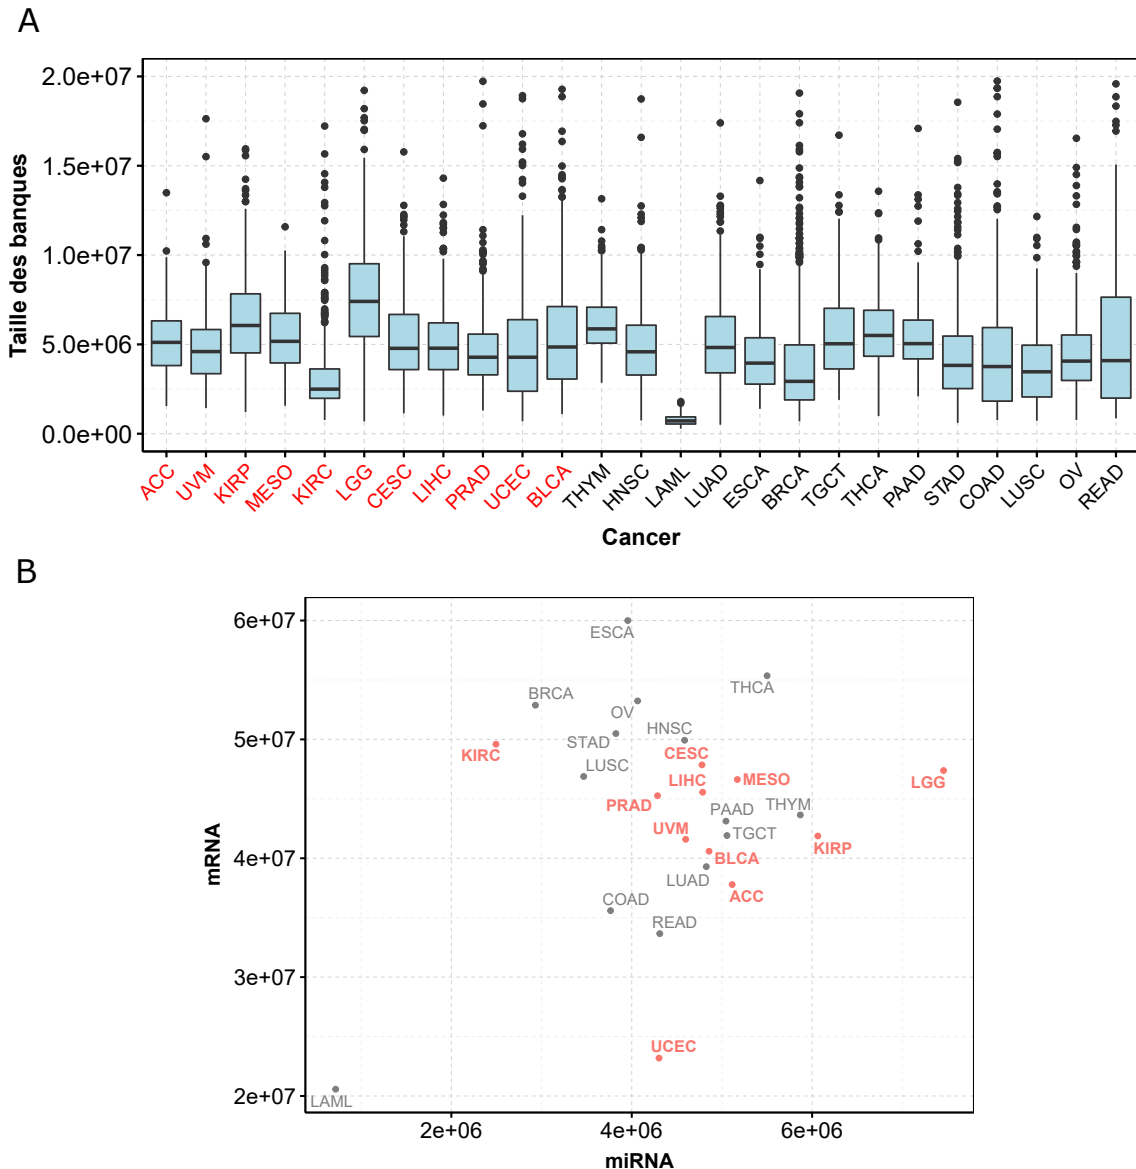 A
Taille des banques
2.0e+07
1.5e+07
1.0e+07
5.0e+06
0.0e+00
ACC UVM KIRP MESO KIRC LGG CESC LIHC PRAD UCEC BLCA THYM HNSC LAML LUAD ESCA BRCA TGCT THCA PAAD STAD COAD LUSC OV READ
Cancer
B
mRNA
6e+07
5e+07
4e+07
3e+07
2e+07
ESCA
THCA
BRCA
OV
HNSC
STAD
KIRC
CESC
LUSC
LIHC
MESO
LGG
PRAD
PAAD
THYM
UVM
TGCT
KIRP
BLCA
LUAD
ACC
COAD
READ
UCEC
LAML
2e+06 4e+06 6e+06
miRNA